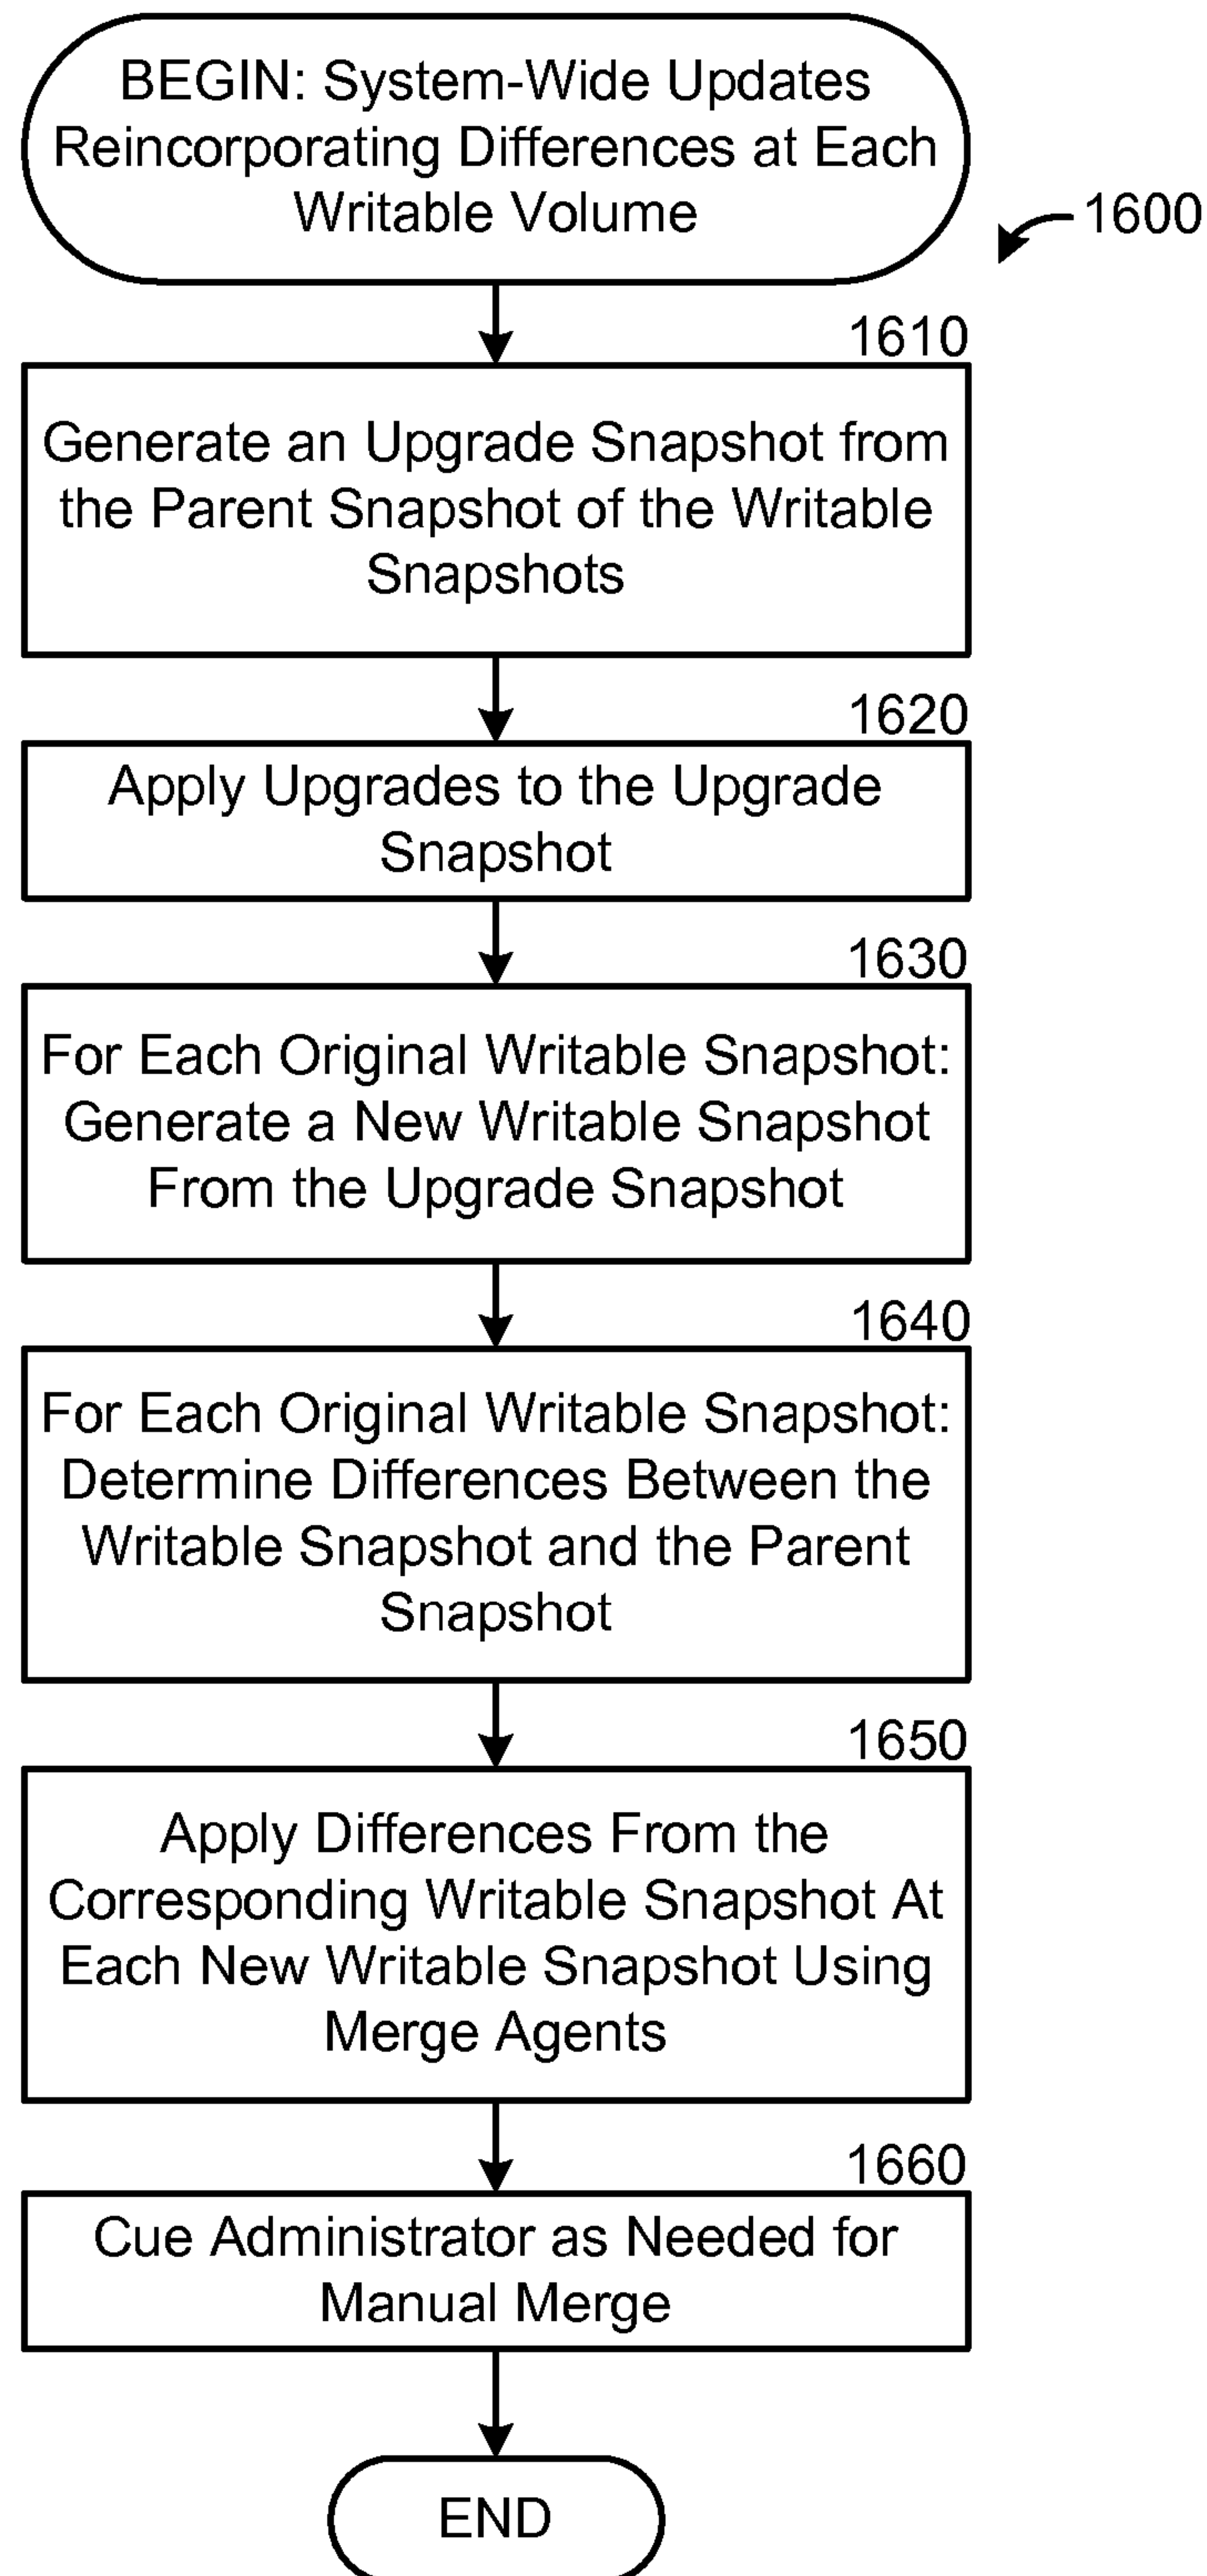 BEGIN: System-Wide Updates
Reincorporating Differences at Each
Writable Volume
1600
1610
Generate an Upgrade Snapshot from
the Parent Snapshot of the Writable
Snapshots
1620
Apply Upgrades to the Upgrade
Snapshot
1630
For Each Original Writable Snapshot:
Generate a New Writable Snapshot
From the Upgrade Snapshot
1640
For Each Original Writable Snapshot:
Determine Differences Between the
Writable Snapshot and the Parent
Snapshot
1650
Apply Differences From the
Corresponding Writable Snapshot At
Each New Writable Snapshot Using
Merge Agents
1660
Cue Administrator as Needed for
Manual Merge
END